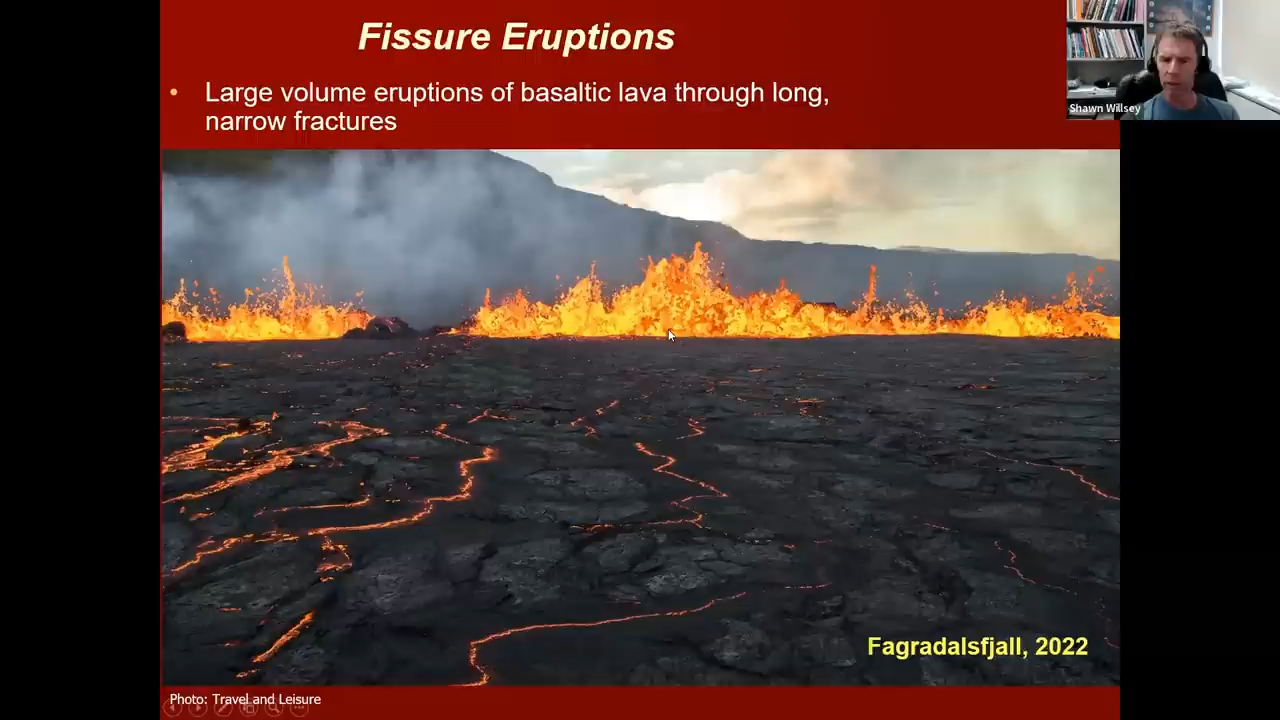 Fissure Eruptions
• Large volume eruptions of basaltic lava through long,
narrow fractures
Shawn Willsey
Fagradalsfjall, 2022
Photo: Travel and Leisure